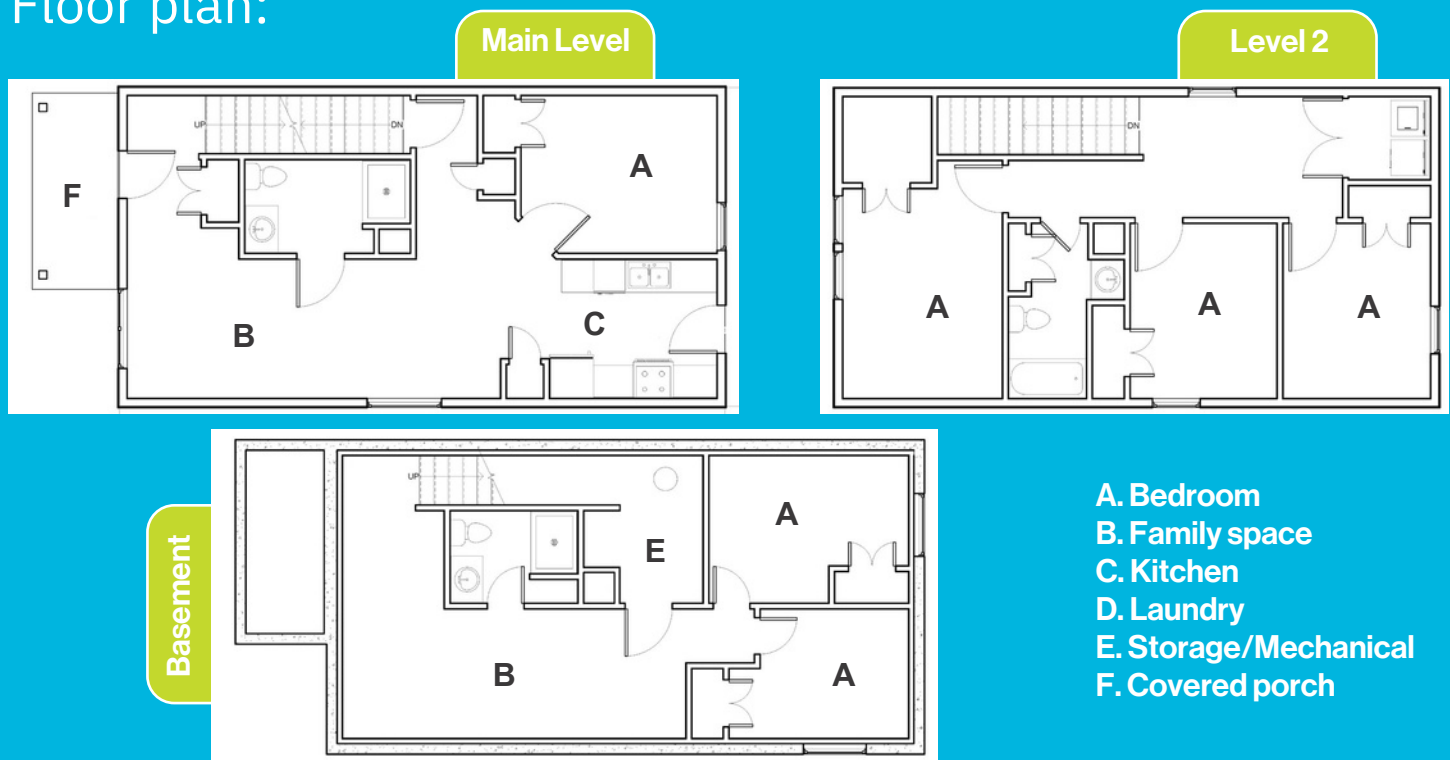 Floor plan:
Main Level
UP
DN
A
F
B
C
Level 2
DN
A
A
A
Basement
UP
A
E
B
A
A. Bedroom
B. Family space
C. Kitchen
D. Laundry
E. Storage/Mechanical
F. Covered porch